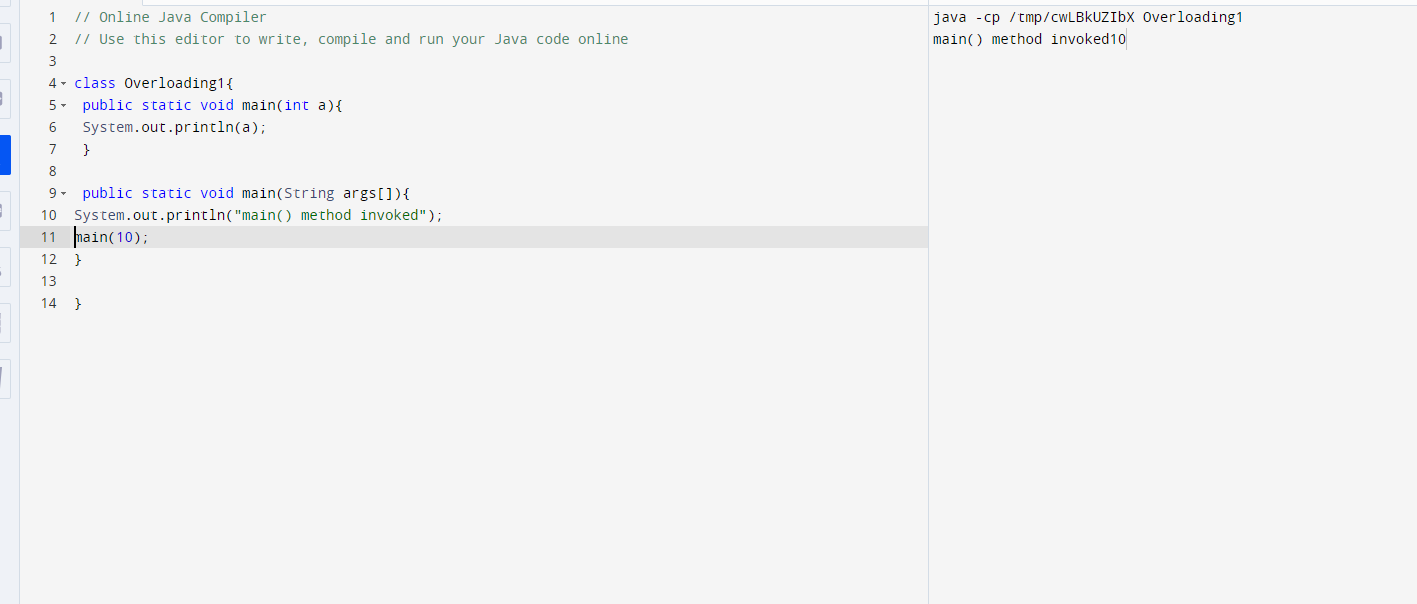 1 // Online Java Compiler
2 // Use this editor to write, compile and run your Java code online
3
4 class Overloading1{
5 public static void main(int a){
6 System.out.println(a);
7 }
8
9 public static void main(String args[]){
10 System.out.println("main() method invoked");
11 main(10);
12 }
13
14 }
java -cp /tmp/cwLBkUZIbX Overloading1
main() method invoked10